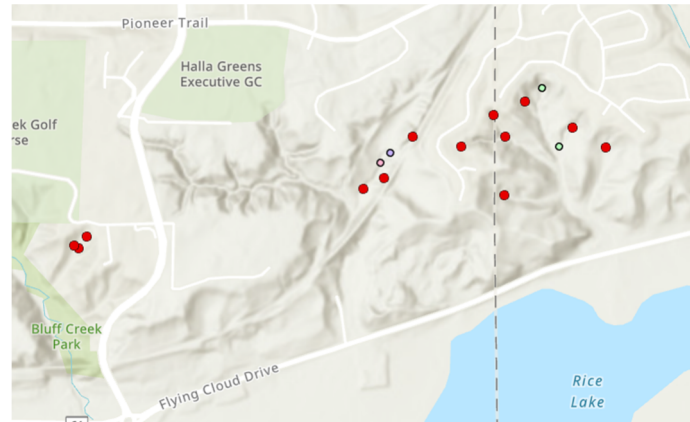 Pioneer Trail
Halla Greens
Executive GC
ek Golf
rse
Bluff Creek
Park
Flying Cloud Drive
Rice
Lake